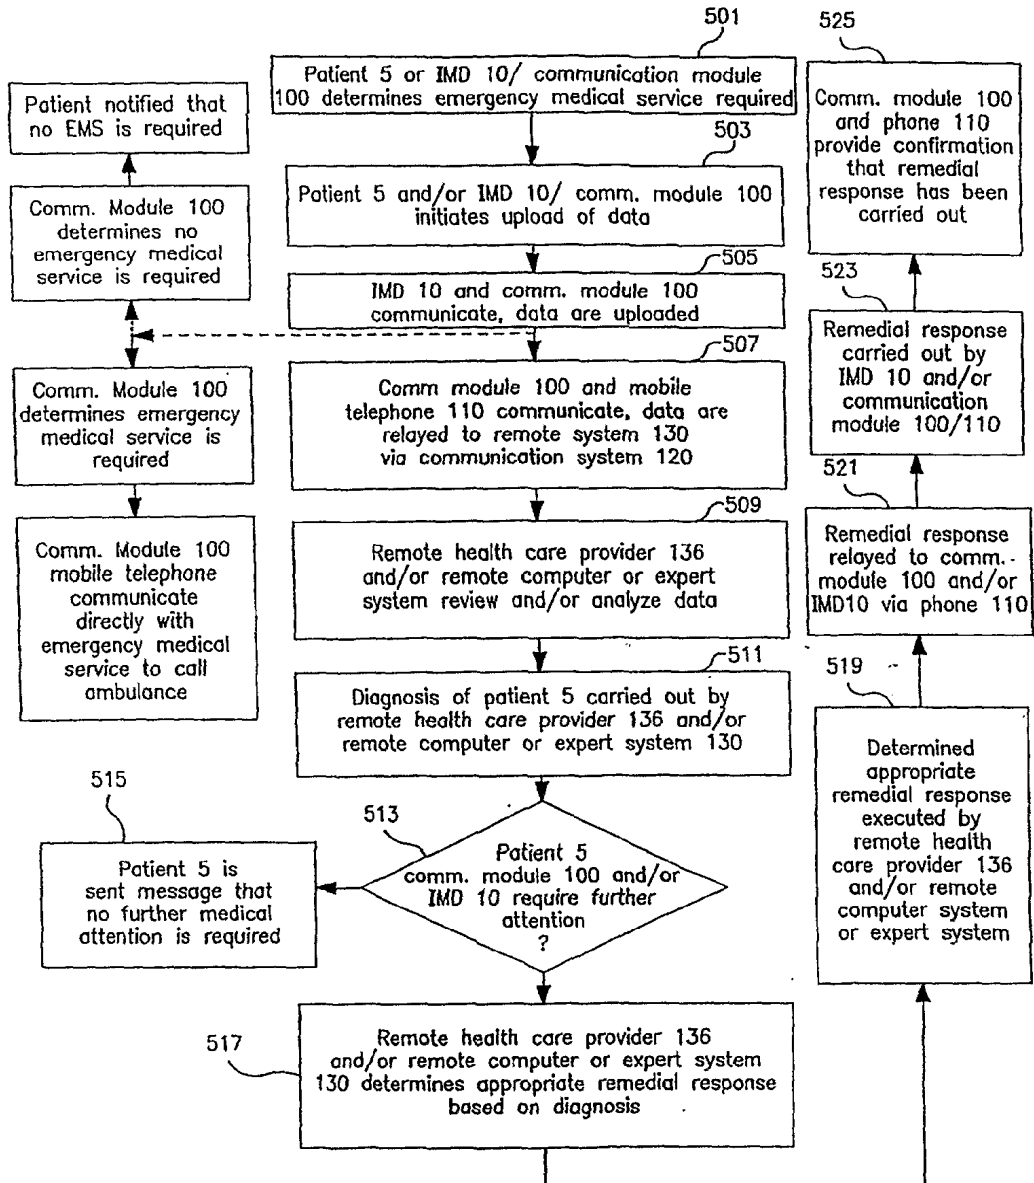 501
Patient 5 or IMD 10/ communication module
100 determines emergency medical service required
503
Patient 5 and/or IMD 10/ comm. module 100
initiates upload of data
505
IMD 10 and comm. module 100
communicate, data are uploaded
Patient notified that
no EMS is required
Comm. Module 100
determines no
emergency medical
service is required
Comm. Module 100
determines emergency
medical service is
required
Comm. Module 100
mobile telephone
communicate
directly with
emergency medical
service to call
ambulance
507
Comm module 100 and mobile
telephone 110 communicate, data are
relayed to remote system 130
via communication system 120
509
Remote health care provider 136
and/or remote computer or expert
system review and/or analyze data
511
Diagnosis of patient 5 carried out by
remote health care provider 136 and/or
remote computer or expert system 130
513
Patient 5
comm. module 100 and/or
IMD 10 require further
attention
?
515
Patient 5 is
sent message that
no further medical
attention is required
517
Remote health care provider 136
and/or remote computer or expert system
130 determines appropriate remedial response
based on diagnosis
519
Determined
appropriate
remedial response
executed by
remote health
care provider 136
and/or remote
computer system
or expert system
521
Remedial response
relayed to comm.
module 100 and/or
IMD10 via phone 110
523
Remedial response
carried out by
IMD 10 and/or
communication
module 100/110
525
Comm. module 100
and phone 110
provide confirmation
that remedial
response has been
carried out